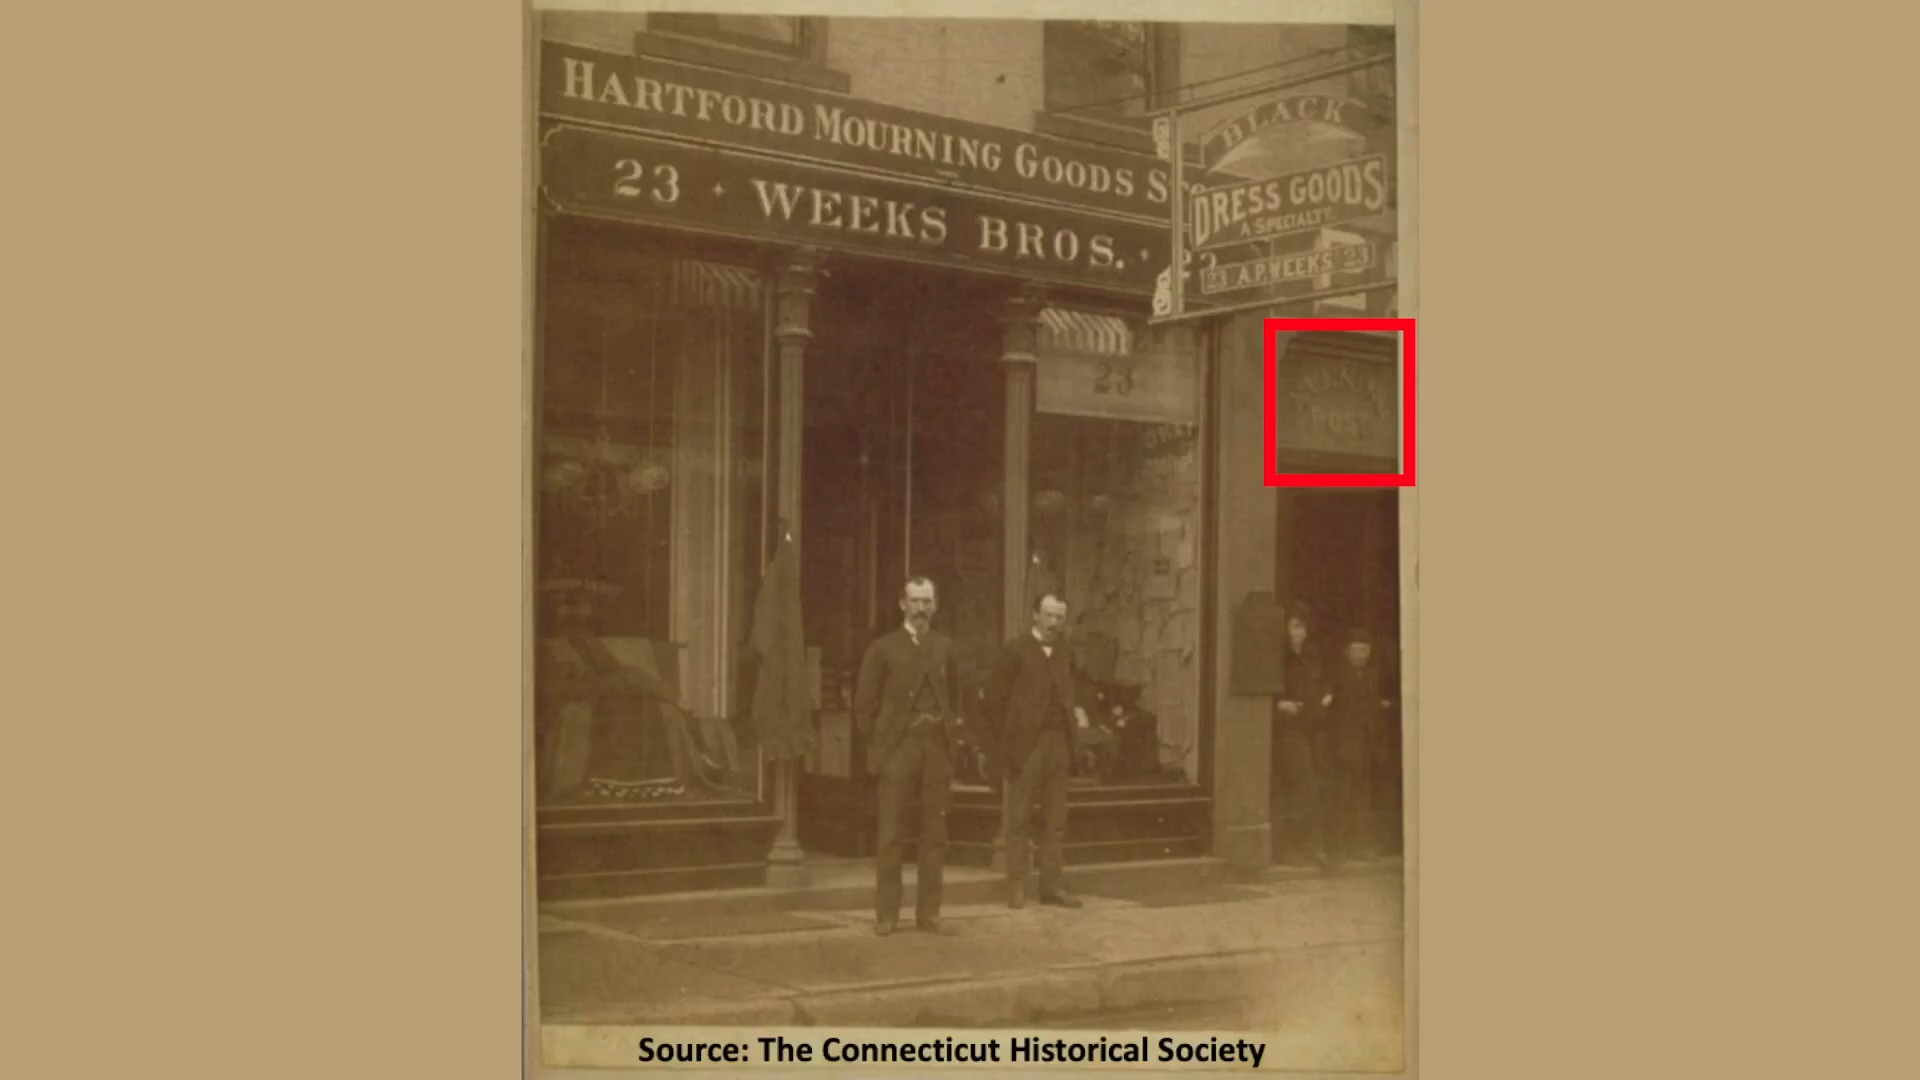 HARTFORD MOURNING GOODS
23 · WEEKS BROS. ·
BLACK
DRESS GOODS
A SPECIALTY
23 A.P. WEEKS 23
23
EVENING
POST
Source: The Connecticut Historical Society